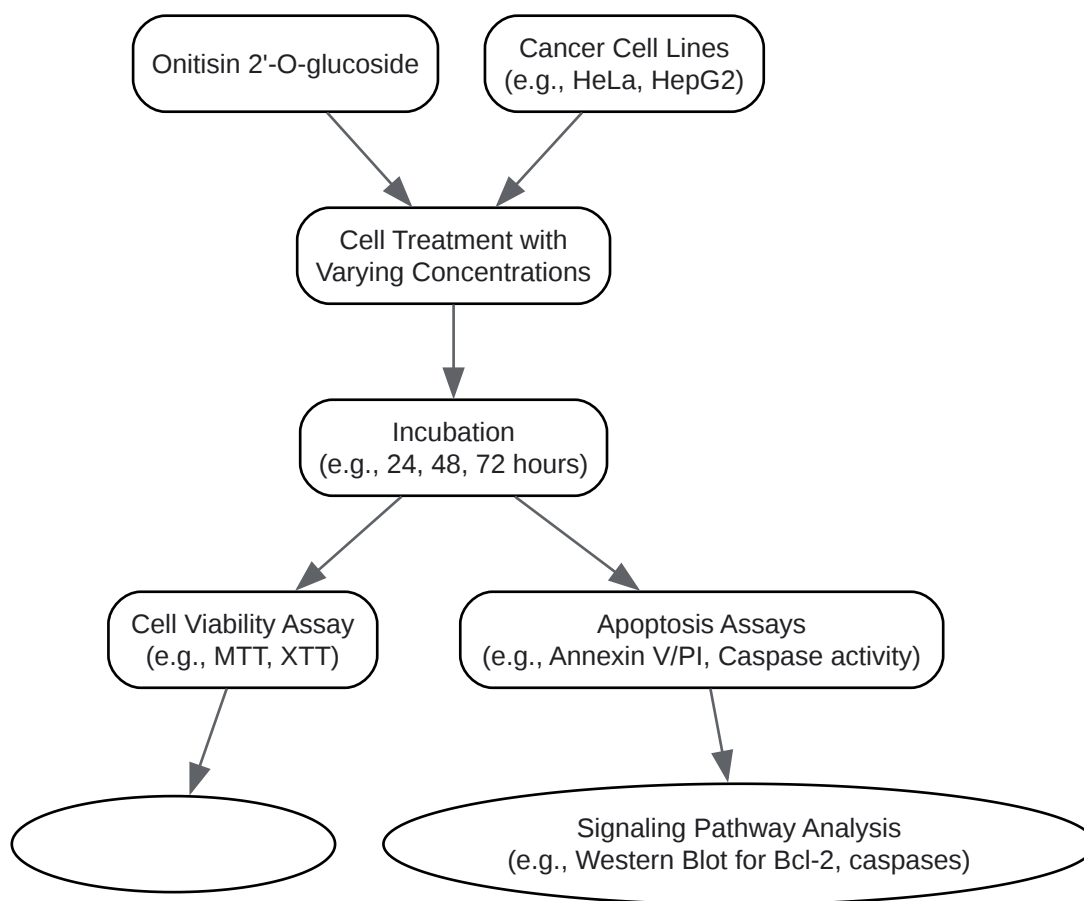 Onitisin 2'-O-glucoside
Cancer Cell Lines
(e.g., HeLa, HepG2)
Cell Treatment with
Varying Concentrations
Incubation
(e.g., 24, 48, 72 hours)
Cell Viability Assay
(e.g., MTT, XTT)
Apoptosis Assays
(e.g., Annexin V/PI, Caspase activity)
Signaling Pathway Analysis
(e.g., Western Blot for Bcl-2, caspases)